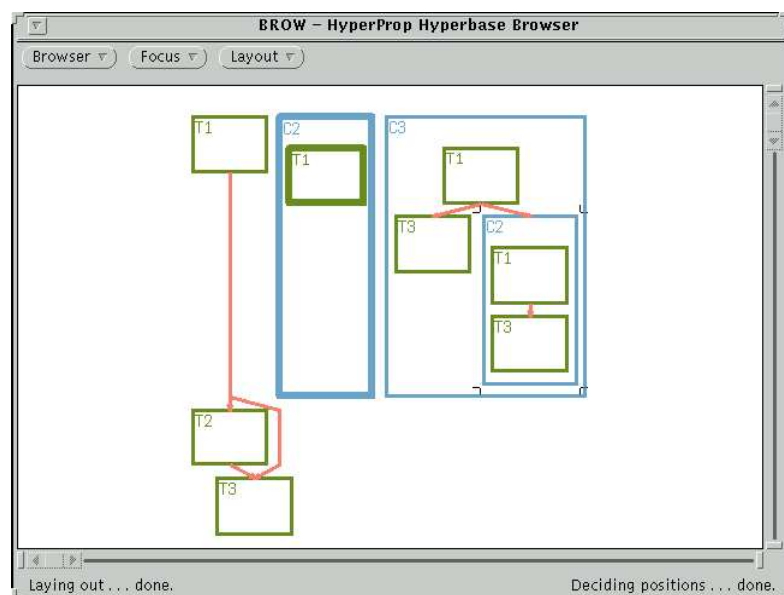 BROW – HyperProp Hyperbase Browser
Browser Focus Layout
T1 C2 C3
T1 T1
T3 C2
T1
T3
T2
T3
Laying out . . . done. Deciding positions . . . done.